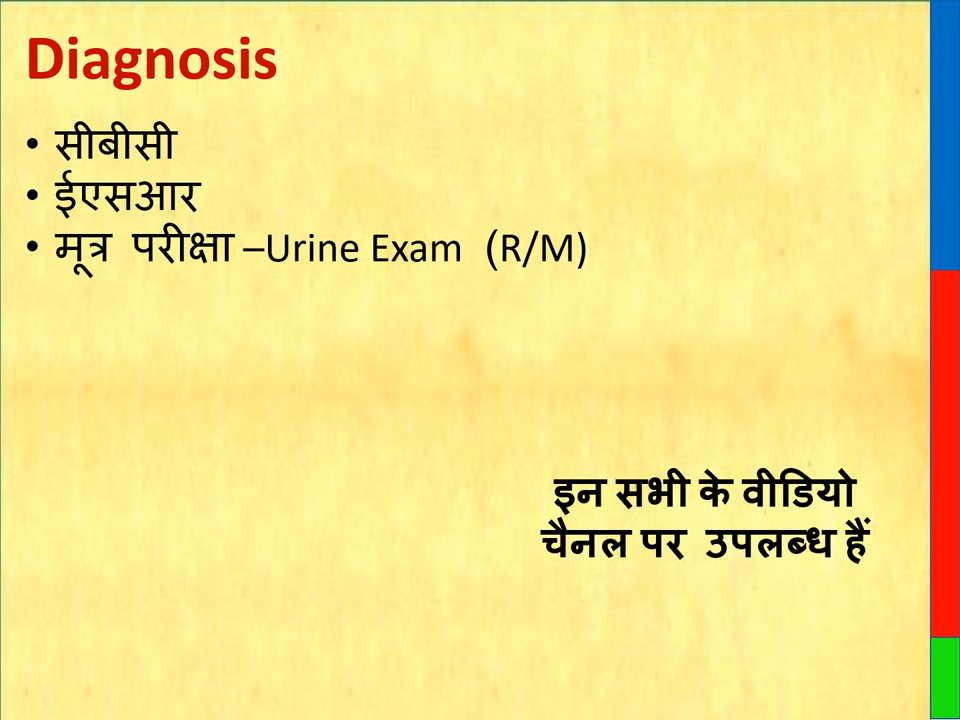 Diagnosis
• सीबीसी
• ईएसआर
• मूत्र परीक्षा –Urine Exam (R/M)
इन सभी के वीडियो
चैनल पर उपलब्ध हैं